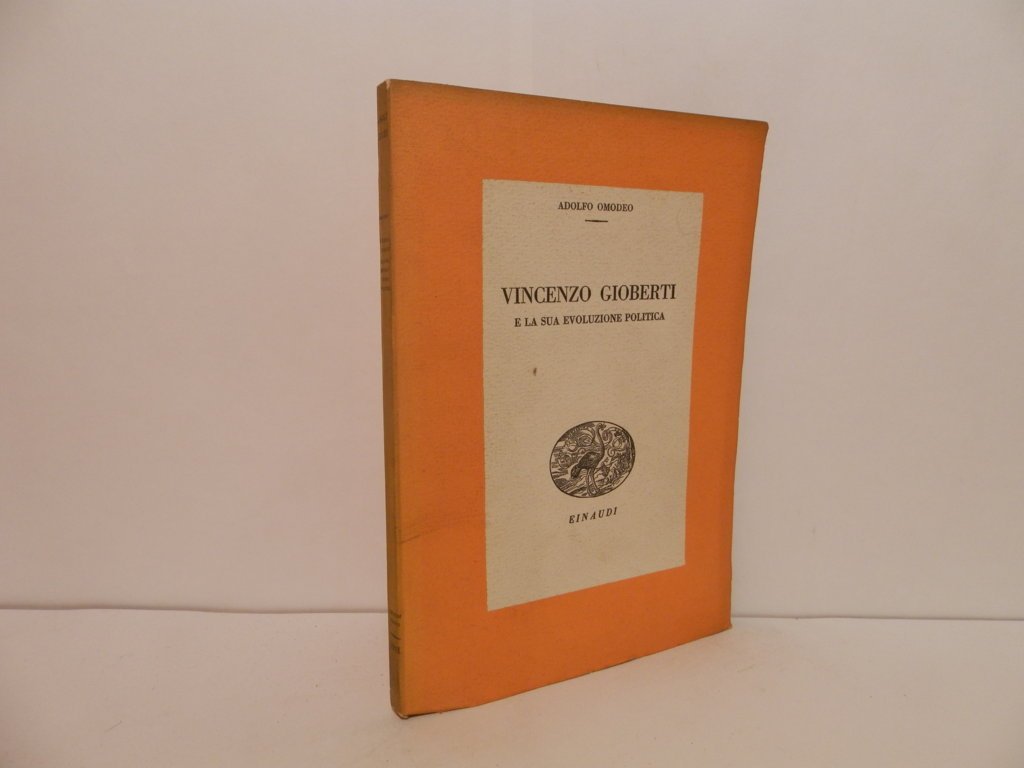 ADOLFO OMODEO
VINCENZO GIOBERTI
E LA SUA EVOLUZIONE POLITICA
EINAUDI